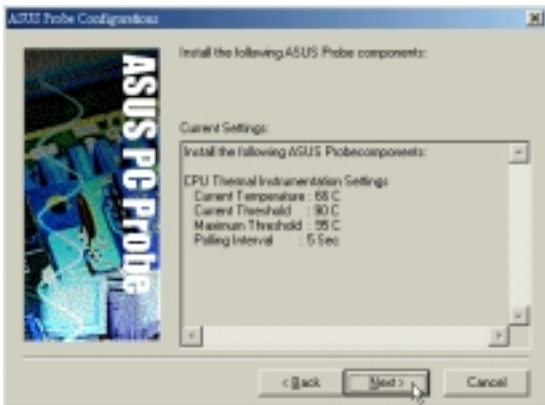 ASUS Probe Configurations
ASUS PC Probe
Install the following ASUS Probe components:
Current Settings:
Install the following ASUS Probecomponents:
CPU Thermal Instrumentation Settings
Current Temperature : 66 C
Current Threshold : 90 C
Maximum Threshold : 95 C
Polling Interval : 5 Sec
< Back
Next >
Cancel